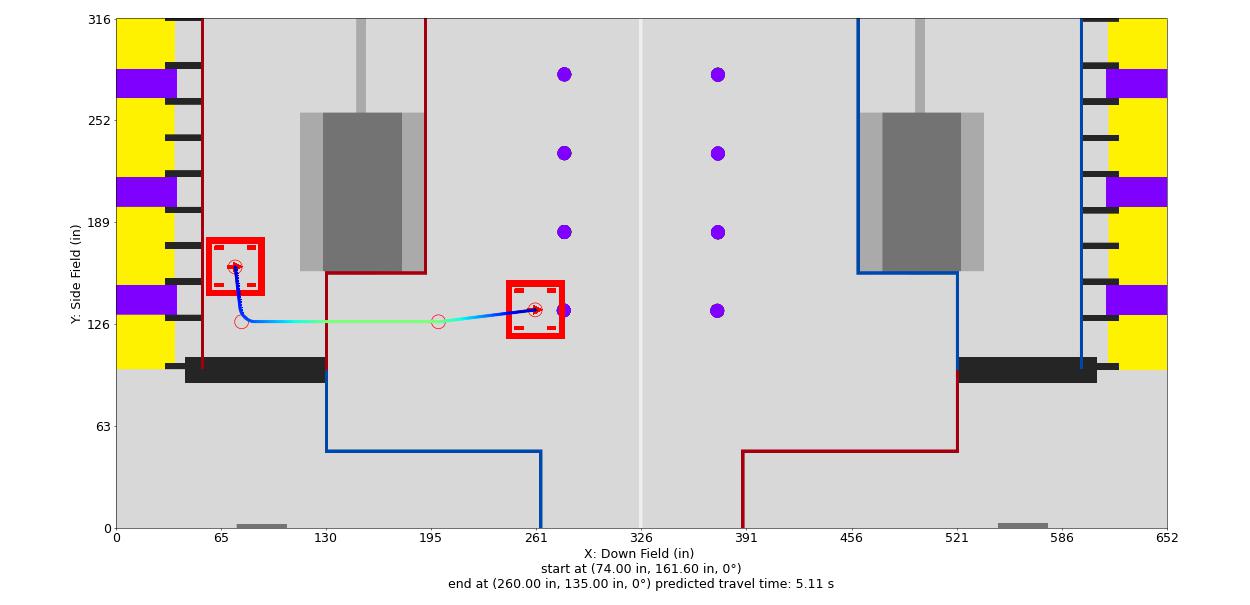 316
252
189
126
63
0
Y: Side Field (in)
0 65 130 195 261 326 391 456 521 586 652
X: Down Field (in)
start at (74.00 in, 161.60 in, 0°)
end at (260.00 in, 135.00 in, 0°) predicted travel time: 5.11 s